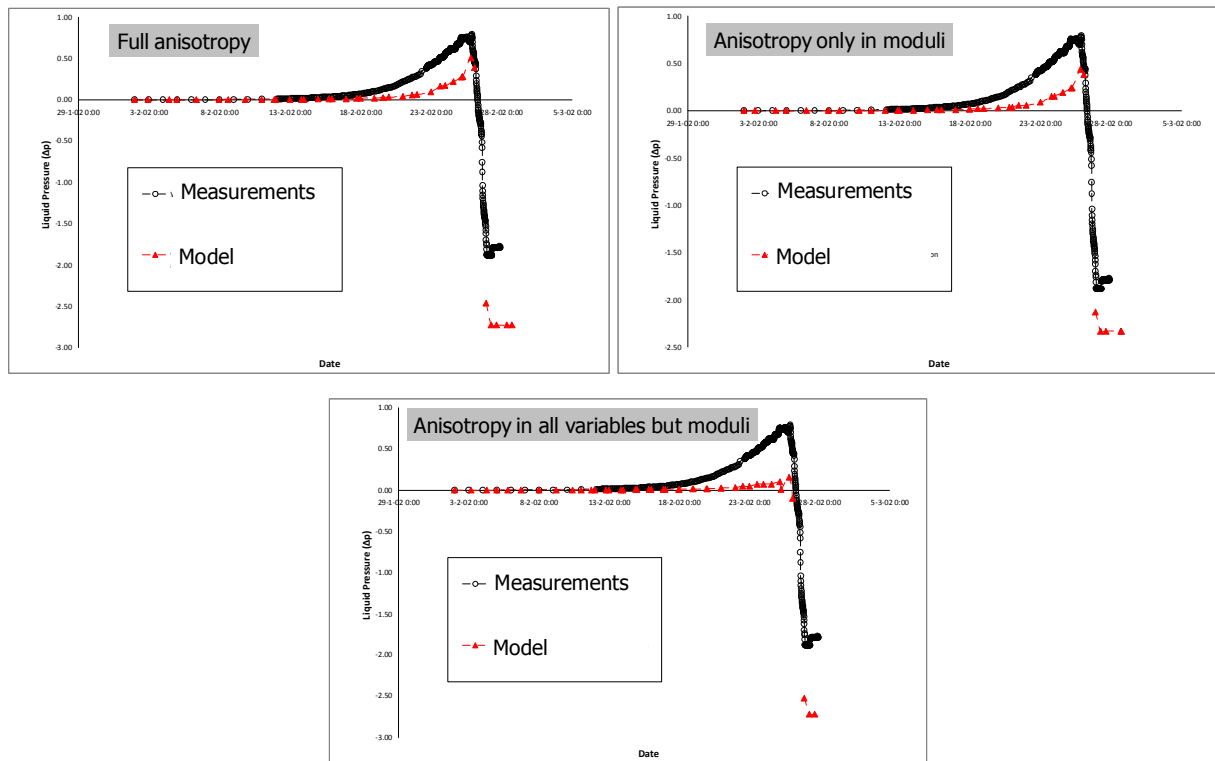 Full anisotropy
1.00
0.50
0.00
-0.50
-1.00
-1.50
-2.00
-2.50
-3.00
29-1-02 0:00 3-2-02 0:00 8-2-02 0:00 13-2-02 0:00 18-2-02 0:00 23-2-02 0:00 28-2-02 0:00 5-3-02 0:00
Liquid Pressure (Δp)
Measurements
Model
Date
Anisotropy only in moduli
1.00
0.50
0.00
-0.50
-1.00
-1.50
-2.00
-2.50
29-1-02 0:00 3-2-02 0:00 8-2-02 0:00 13-2-02 0:00 18-2-02 0:00 23-2-02 0:00 28-2-02 0:00 5-3-02 0:00
Liquid Pressure (Δp)
Measurements
Model
on
Date
Anisotropy in all variables but moduli
1.00
0.50
0.00
-0.50
-1.00
-1.50
-2.00
-2.50
-3.00
29-1-02 0:00 3-2-02 0:00 8-2-02 0:00 13-2-02 0:00 18-2-02 0:00 23-2-02 0:00 28-2-02 0:00 5-3-02 0:00
Liquid Pressure (Δp)
Measurements
Model
Date